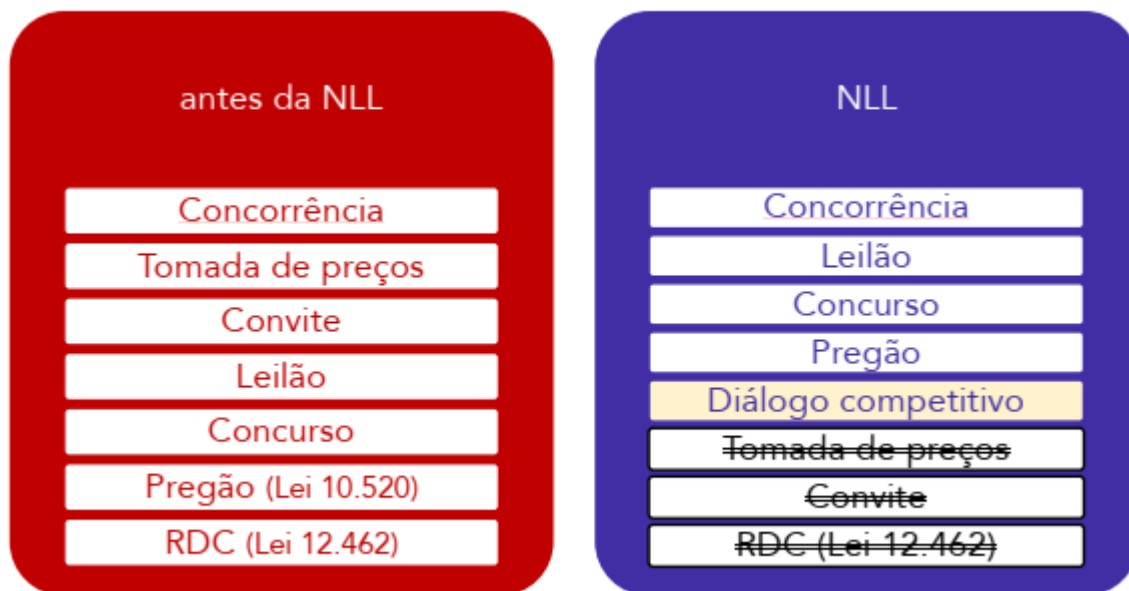 antes da NLL
Concorrência
Tomada de preços
Convite
Leilão
Concurso
Pregão (Lei 10.520)
RDC (Lei 12.462)
NLL
Concorrência
Leilão
Concurso
Pregão
Diálogo competitivo
Tomada de preços
Convite
RDC (Lei 12.462)